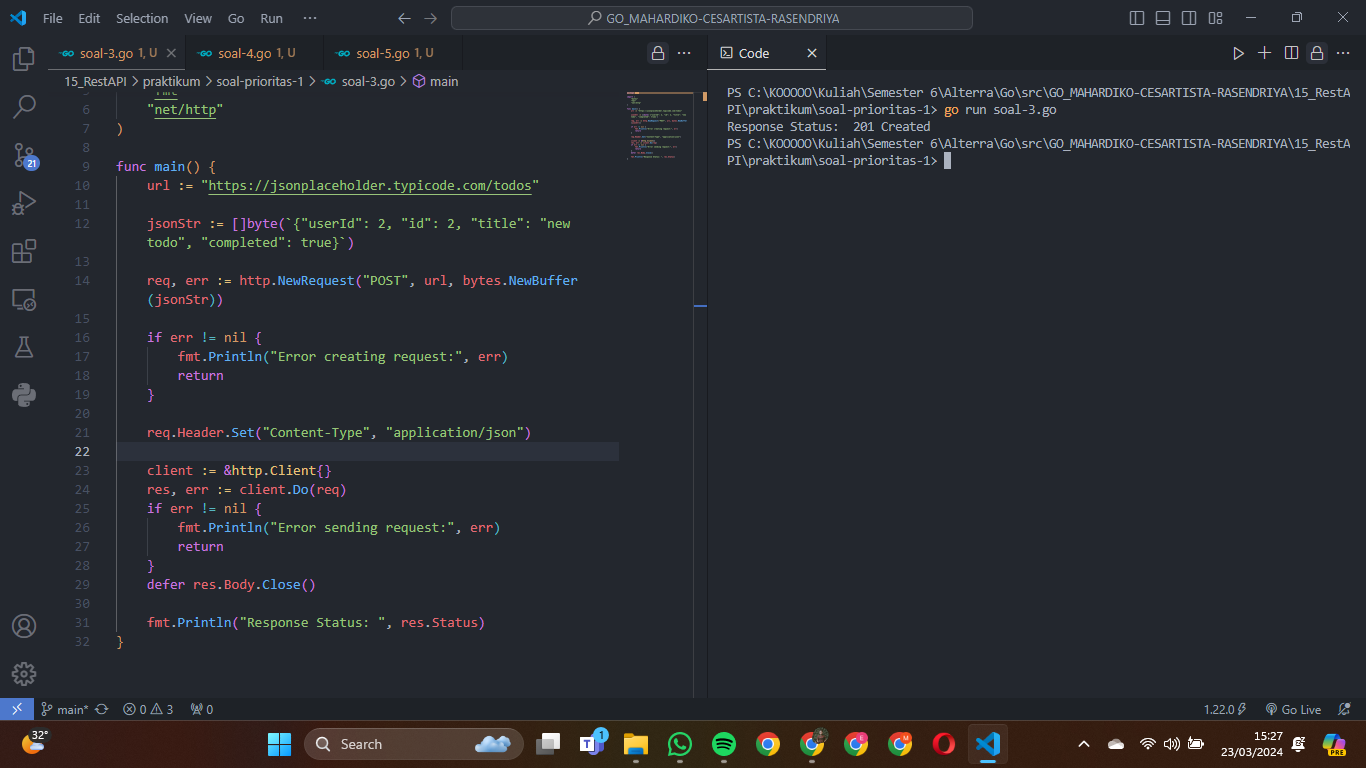 File Edit Selection View Go Run ··· GO_MAHARDIKO-CESARTISTA-RASENDRIYA
soal-3.go 1, U soal-4.go 1, U soal-5.go 1, U
Code
15_RestAPI > praktikum > soal-prioritas-1 > soal-3.go > main
6 "net/http"
7 )
8
9 func main() {
10 url := "https://jsonplaceholder.typicode.com/todos"
11
12 jsonStr := []byte(`{"userId": 2, "id": 2, "title": "new
todo", "completed": true}`)
13
14 req, err := http.NewRequest("POST", url, bytes.NewBuffer
(jsonStr))
15
16 if err != nil {
17 fmt.Println("Error creating request:", err)
18 return
19 }
20
21 req.Header.Set("Content-Type", "application/json")
22
23 client := &http.Client{}
24 res, err := client.Do(req)
25 if err != nil {
26 fmt.Println("Error sending request:", err)
27 return
28 }
29 defer res.Body.Close()
30
31 fmt.Println("Response Status: ", res.Status)
32 }
PS C:\KOOOOO\Kuliah\Semester 6\Alterra\Go\src\GO_MAHARDIKO-CESARTISTA-RASENDRIYA\15_RestA
PI\praktikum\soal-prioritas-1> go run soal-3.go
Response Status:  201 Created
PS C:\KOOOOO\Kuliah\Semester 6\Alterra\Go\src\GO_MAHARDIKO-CESARTISTA-RASENDRIYA\15_RestA
PI\praktikum\soal-prioritas-1>
21
main* 0 3 0
1.22.0 Go Live
32°
Search
1
15:27
23/03/2024
PRE